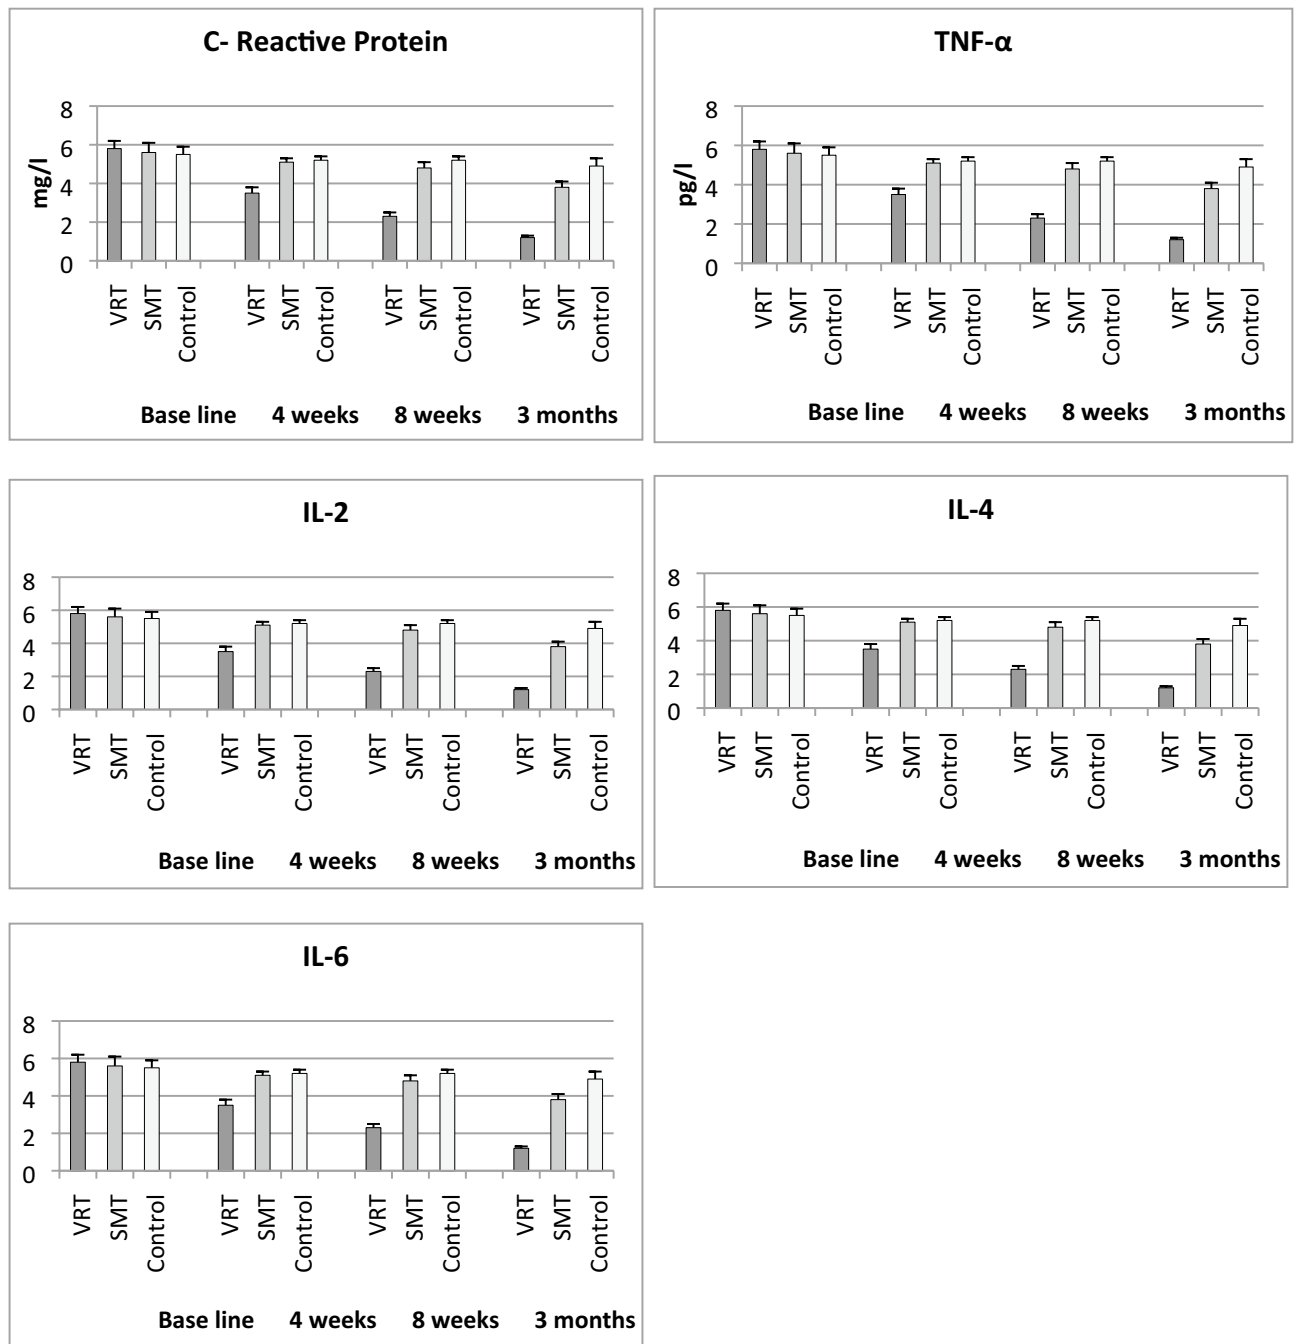 C- Reactive Protein
mg/l
8
6
4
2
0
VRT SMT Control VRT SMT Control VRT SMT Control VRT SMT Control
Base line 4 weeks 8 weeks 3 months
TNF-α
pg/l
8
6
4
2
0
VRT SMT Control VRT SMT Control VRT SMT Control VRT SMT Control
Base line 4 weeks 8 weeks 3 months
IL-2
8
6
4
2
0
VRT SMT Control VRT SMT Control VRT SMT Control VRT SMT Control
Base line 4 weeks 8 weeks 3 months
IL-4
8
6
4
2
0
VRT SMT Control VRT SMT Control VRT SMT Control VRT SMT Control
Base line 4 weeks 8 weeks 3 months
IL-6
8
6
4
2
0
VRT SMT Control VRT SMT Control VRT SMT Control VRT SMT Control
Base line 4 weeks 8 weeks 3 months